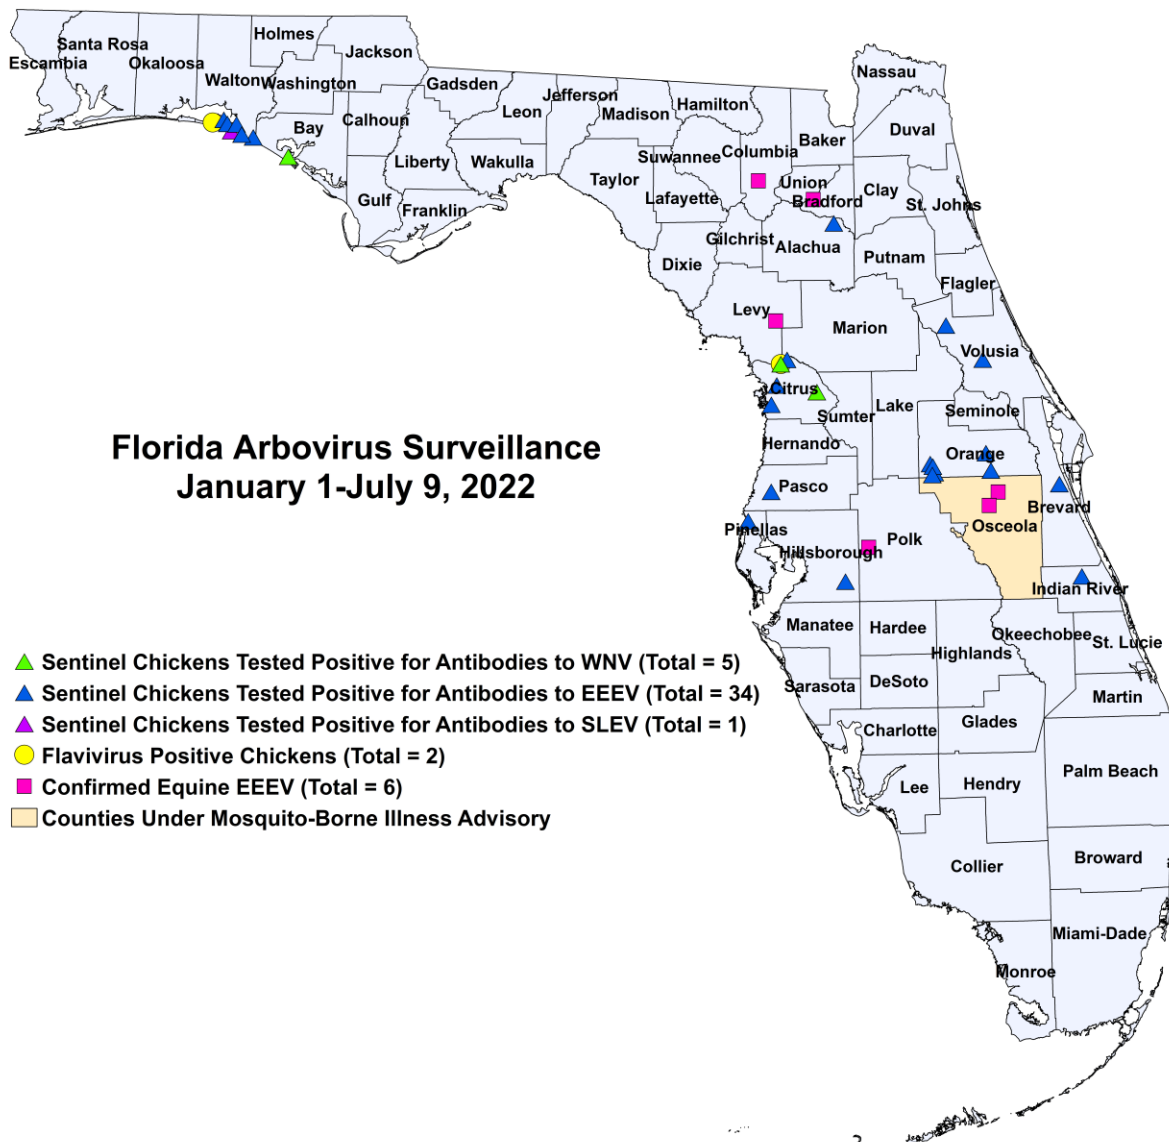 Holmes
Santa Rosa
Jackson
Escambia
Okaloosa
Walton
Washington
Gadsden
Jefferson
Nassau
Leon
Madison
Hamilton
Bay
Calhoun
Duval
Baker
Liberty
Wakulla
Suwannee
Columbia
Taylor
Union
Clay
Gulf
Lafayette
Bradford
St. Johns
Franklin
Gilchrist
Alachua
Putnam
Dixie
Flagler
Levy
Marion
Volusia
Citrus
Lake
Sumter
Seminole
Hernando
Orange
Florida Arbovirus Surveillance
January 1-July 9, 2022
Pasco
Brevard
Pinellas
Osceola
Hillsborough
Polk
Indian River
Manatee
Hardee
Okeechobee
St. Lucie
Highlands
Sarasota
DeSoto
Martin
Charlotte
Glades
Palm Beach
Lee
Hendry
Broward
Collier
Miami-Dade
Monroe
Sentinel Chickens Tested Positive for Antibodies to WNV (Total = 5)
Sentinel Chickens Tested Positive for Antibodies to EEEV (Total = 34)
Sentinel Chickens Tested Positive for Antibodies to SLEV (Total = 1)
Flavivirus Positive Chickens (Total = 2)
Confirmed Equine EEEV (Total = 6)
Counties Under Mosquito-Borne Illness Advisory